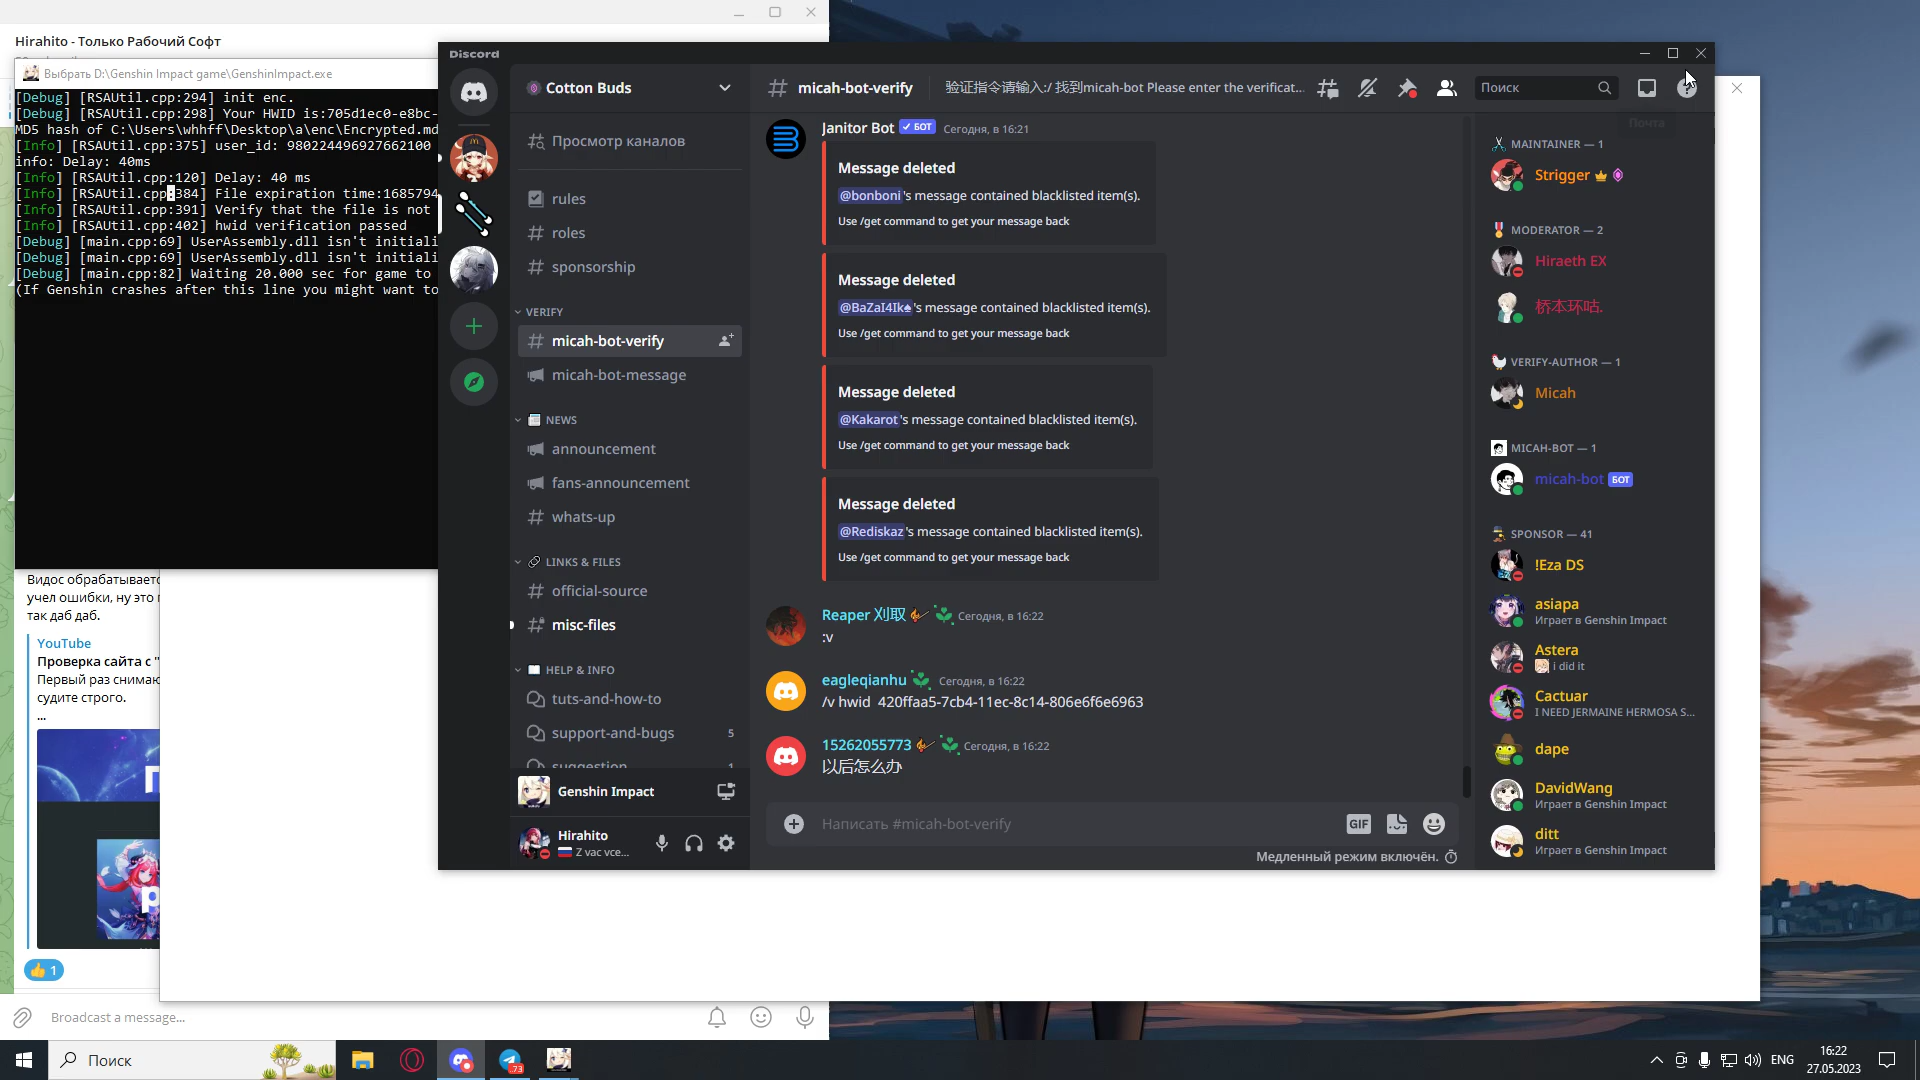 Hirahito - Только Рабочий Софт
Выбрать D:\Genshin Impact game\GenshinImpact.exe
[Debug] [RSAUtil.cpp:294] init enc.
[Debug] [RSAUtil.cpp:298] Your HWID is:705d1ec0-e8bc-
MD5 hash of C:\Users\whhff\Desktop\a\enc\Encrypted.md
[Info] [RSAUtil.cpp:375] user_id: 980224496927662100
info: Delay: 40ms
[Info] [RSAUtil.cpp:120] Delay: 40 ms
[Info] [RSAUtil.cpp:384] File expiration time:1685794
[Info] [RSAUtil.cpp:391] Verify that the file is not
[Info] [RSAUtil.cpp:402] hwid verification passed
[Debug] [main.cpp:69] UserAssembly.dll isn't initiali
[Debug] [main.cpp:69] UserAssembly.dll isn't initiali
[Debug] [main.cpp:82] Waiting 20.000 sec for game to
(If Genshin crashes after this line you might want to
Видос обрабатывается
учел ошибки, ну это
так даб даб.
YouTube
Проверка сайта с "
Первый раз снимаю
судите строго.
...
👍 1
Broadcast a message...
Discord
Cotton Buds
Просмотр каналов
rules
roles
sponsorship
VERIFY
micah-bot-verify
micah-bot-message
NEWS
announcement
fans-announcement
whats-up
LINKS & FILES
official-source
misc-files
HELP & INFO
tuts-and-how-to
support-and-bugs 5
suggestion 1
Genshin Impact
Hirahito
Z vac vce...
micah-bot-verify
验证指令请输入:/ 找到micah-bot Please enter the verificat...
Поиск
Почта
Janitor Bot ✓ БОТ Сегодня, в 16:21
Message deleted
@bonboni's message contained blacklisted item(s).
Use /get command to get your message back
Message deleted
@BaZaI4Ik♠'s message contained blacklisted item(s).
Use /get command to get your message back
Message deleted
@Kakarot's message contained blacklisted item(s).
Use /get command to get your message back
Message deleted
@Rediskaz's message contained blacklisted item(s).
Use /get command to get your message back
Reaper 刈取 Сегодня, в 16:22
:v
eagleqianhu Сегодня, в 16:22
/v hwid 420ffaa5-7cb4-11ec-8c14-806e6f6e6963
15262055773 Сегодня, в 16:22
以后怎么办
Написать #micah-bot-verify
GIF
Медленный режим включён.
MAINTAINER — 1
Strigger
MODERATOR — 2
Hiraeth EX
桥本环咕.
VERIFY-AUTHOR — 1
Micah
MICAH-BOT — 1
micah-bot БОТ
SPONSOR — 41
!Eza DS
asiapa
Играет в Genshin Impact
Astera
i did it
Cactuar
I NEED JERMAINE HERMOSA S...
dape
DavidWang
Играет в Genshin Impact
ditt
Играет в Genshin Impact
Поиск
73
ENG
16:22
27.05.2023